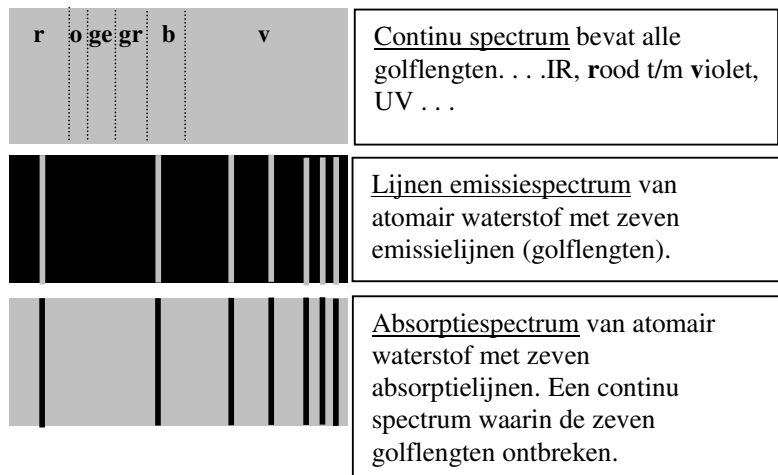 r o ge gr b v
Continu spectrum bevat alle
golflengten. . . .IR, rood t/m violet,
UV . . .
Lijnen emissiespectrum van
atomair waterstof met zeven
emissielijnen (golflengten).
Absorptiespectrum van atomair
waterstof met zeven
absorptielijnen. Een continu
spectrum waarin de zeven
golflengten ontbreken.